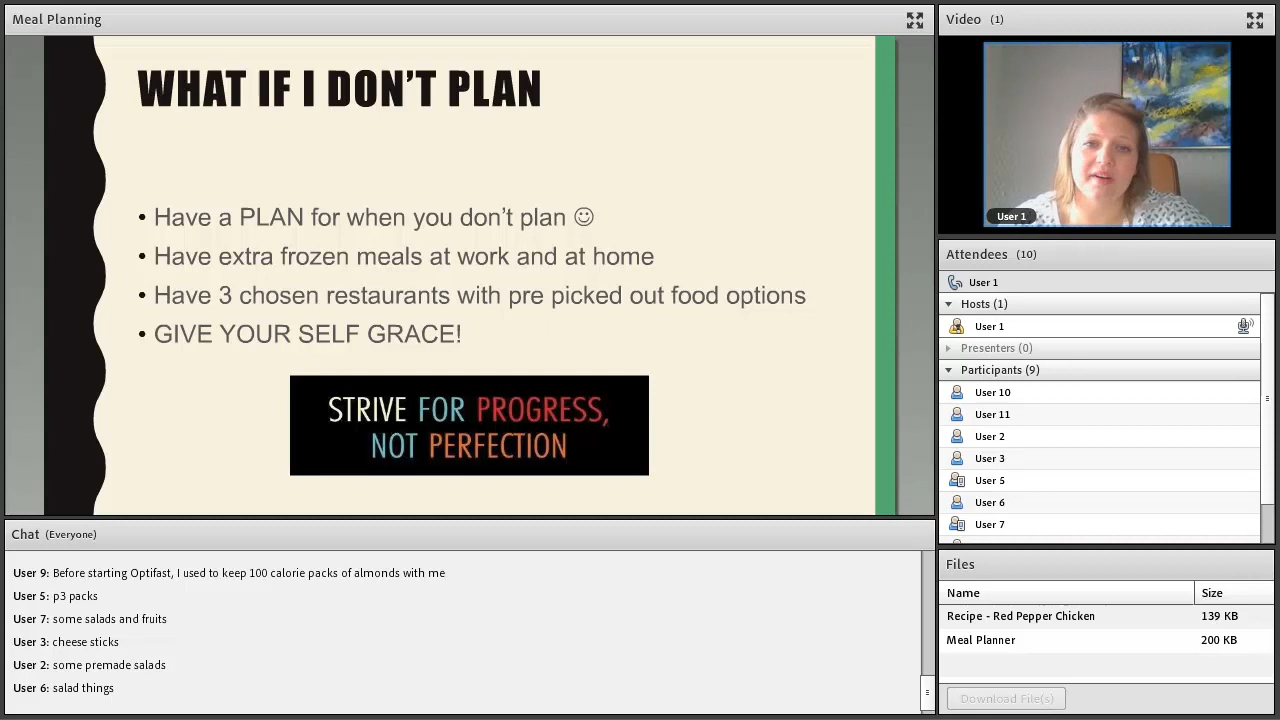 Meal Planning
WHAT IF I DON'T PLAN
• Have a PLAN for when you don't plan ☺
• Have extra frozen meals at work and at home
• Have 3 chosen restaurants with pre picked out food options
• GIVE YOUR SELF GRACE!
STRIVE FOR PROGRESS,
NOT PERFECTION
Chat (Everyone)
User 9: Before starting Optifast, I used to keep 100 calorie packs of almonds with me
User 5: p3 packs
User 7: some salads and fruits
User 3: cheese sticks
User 2: some premade salads
User 6: salad things
Video (1)
User 1
Attendees (10)
User 1
Hosts (1)
User 1
Presenters (0)
Participants (9)
User 10
User 11
User 2
User 3
User 5
User 6
User 7
Files
Name Size
Recipe - Red Pepper Chicken 139 KB
Meal Planner 200 KB
Download File(s)